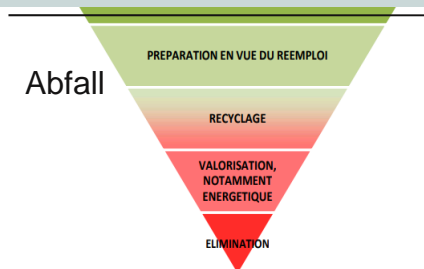 PREPARATION EN VUE DU REEMPLOI
Abfall
RECYCLAGE
VALORISATION,
NOTAMMENT
ENERGETIQUE
ELIMINATION